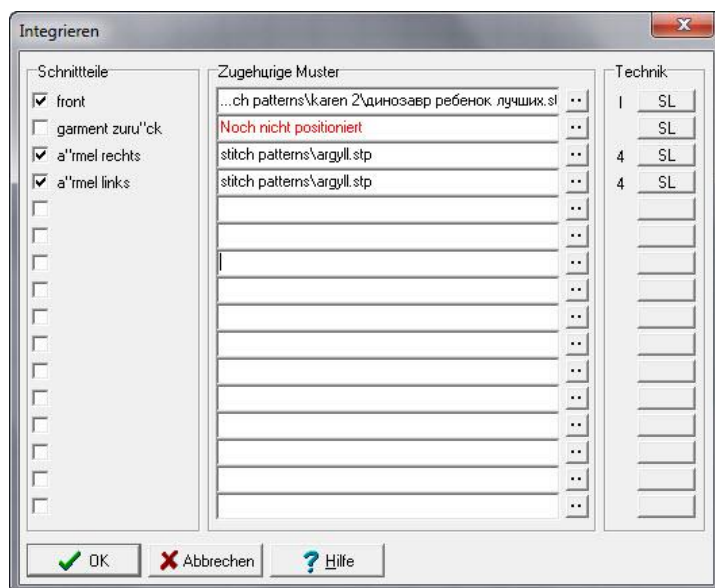 Integrieren
Schnittteile
Zugehцrige Muster
Technik
front
...ch patterns\karen 2\динозавр ребенок лучших.st
..
I
SL
garment zuru"ck
Noch nicht positioniert
..
SL
a"rmel rechts
stitch patterns\argyll.stp
..
4
SL
a"rmel links
stitch patterns\argyll.stp
..
4
SL
..
..
..
..
..
..
..
..
..
..
..
..
OK
Abbrechen
? Hilfe